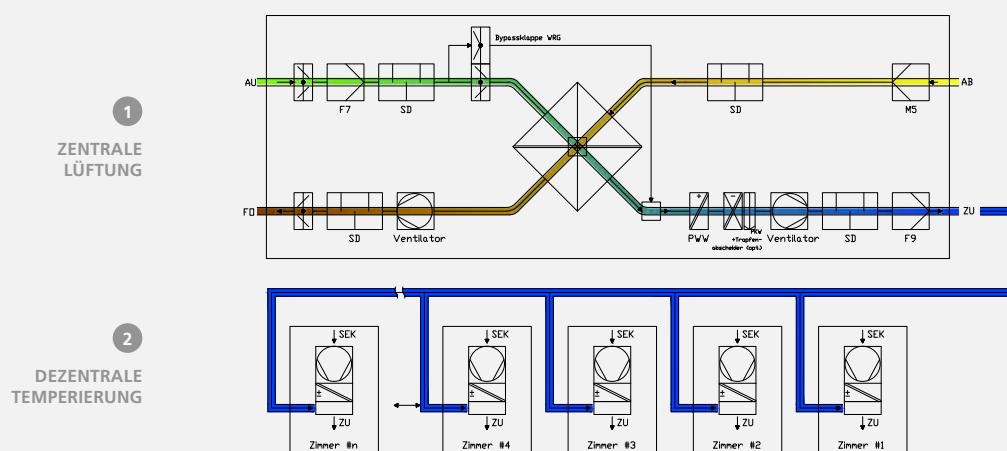 Bypassklappe WRG
AU
F7
SD
SD
M5
AB
1
ZENTRALE
LÜFTUNG
FO
SD
Ventilator
+
PWW
-
PKW
+Tropfen-
abscheider (opt.)
Ventilator
SD
F9
ZU
2
DEZENTRALE
TEMPERIERUNG
SEK
±
ZU
Zimmer #n
SEK
±
ZU
Zimmer #4
SEK
±
ZU
Zimmer #3
SEK
±
ZU
Zimmer #2
SEK
±
ZU
Zimmer #1